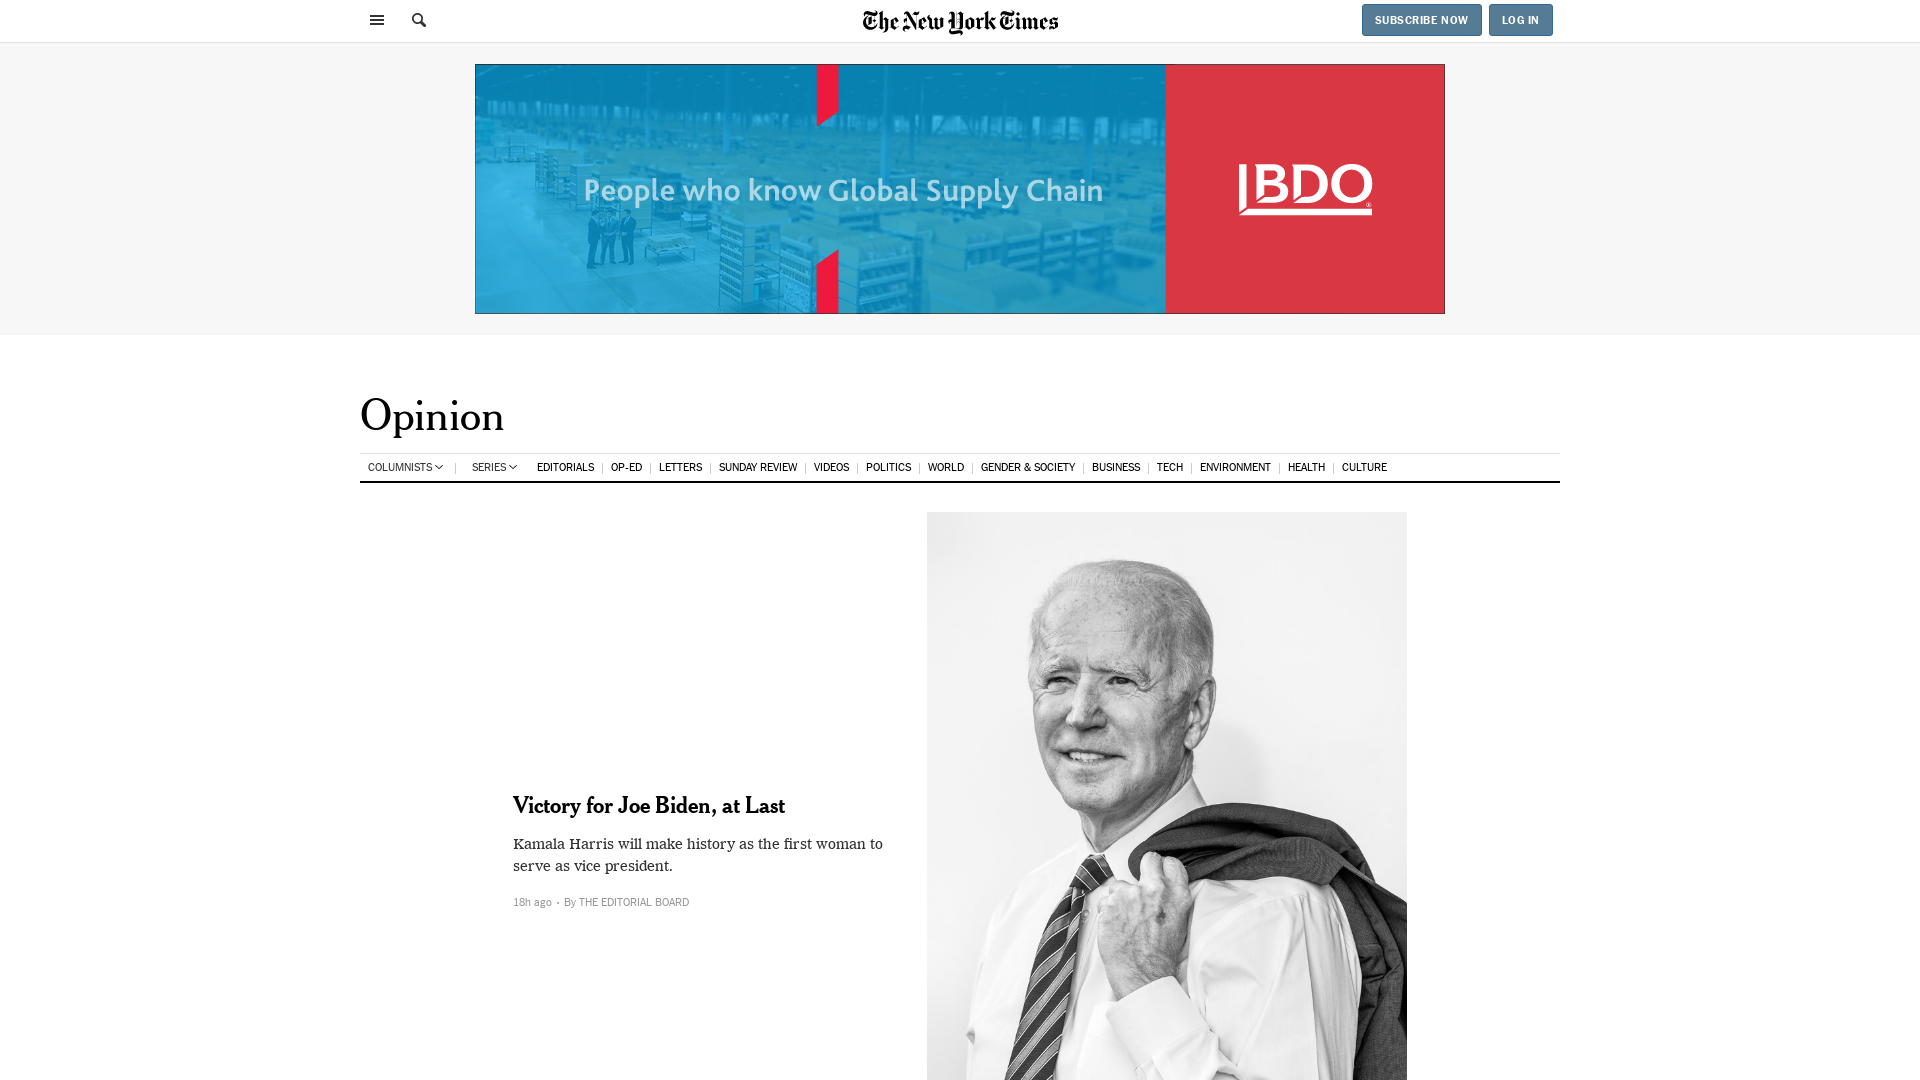 The New York Times
SUBSCRIBE NOW
LOG IN
People who know Global Supply Chain
BDO
Opinion
COLUMNISTS
SERIES
EDITORIALS
OP-ED
LETTERS
SUNDAY REVIEW
VIDEOS
POLITICS
WORLD
GENDER & SOCIETY
BUSINESS
TECH
ENVIRONMENT
HEALTH
CULTURE
Victory for Joe Biden, at Last
Kamala Harris will make history as the first woman to
serve as vice president.
18h ago • By THE EDITORIAL BOARD